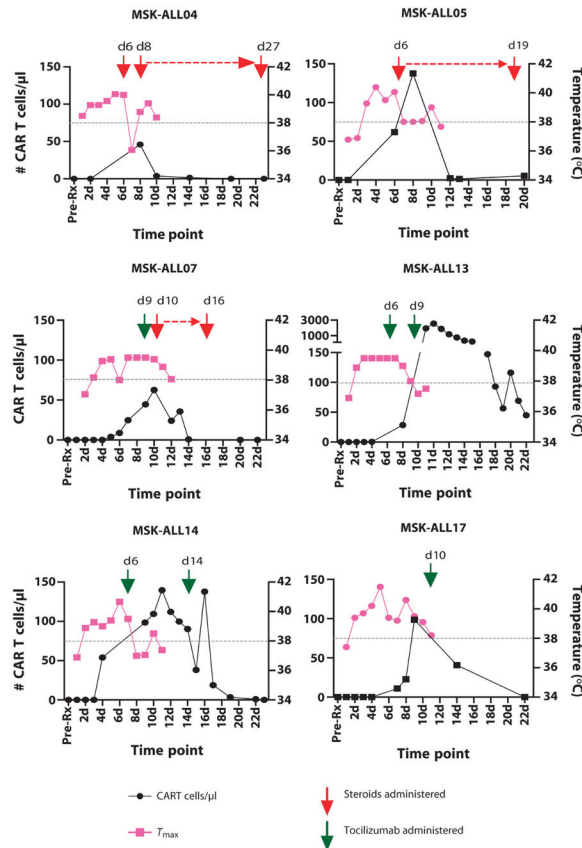 MSK-ALL04
d6 d8 d27
# CAR T cells/µl
150
100
50
0
42
40
38
36
34
Pre-Rx 2d 4d 6d 8d 10d 12d 14d 16d 18d 20d 22d
Time point
MSK-ALL05
d6 d19
150
100
50
0
42
40
38
36
34
Temperature (°C)
Pre-Rx 2d 4d 6d 8d 10d 12d 14d 16d 18d 20d
Time point
MSK-ALL07
d9 d10 d16
CAR T cells/µl
150
100
50
0
42
40
38
36
34
Pre-Rx 2d 4d 6d 8d 10d 12d 14d 16d 18d 20d 22d
Time point
MSK-ALL13
d6 d9
3000
2000
1000
150
100
50
0
42
40
38
36
34
Temperature (°C)
Pre-Rx 2d 4d 6d 8d 11d 12d 14d 16d 18d 20d 22d
Time point
MSK-ALL14
d6 d14
# CAR T cells/µl
150
100
50
0
42
40
38
36
34
Pre-Rx 2d 4d 6d 8d 10d 12d 14d 16d 18d 20d 22d
Time point
MSK-ALL17
d10
150
100
50
0
42
40
38
36
34
Temperature (°C)
Pre-Rx 2d 4d 6d 8d 10d 12d 14d 16d 18d 20d 22d
Time point
CART cells/µl
Tmax
Steroids administered
Tocilizumab administered